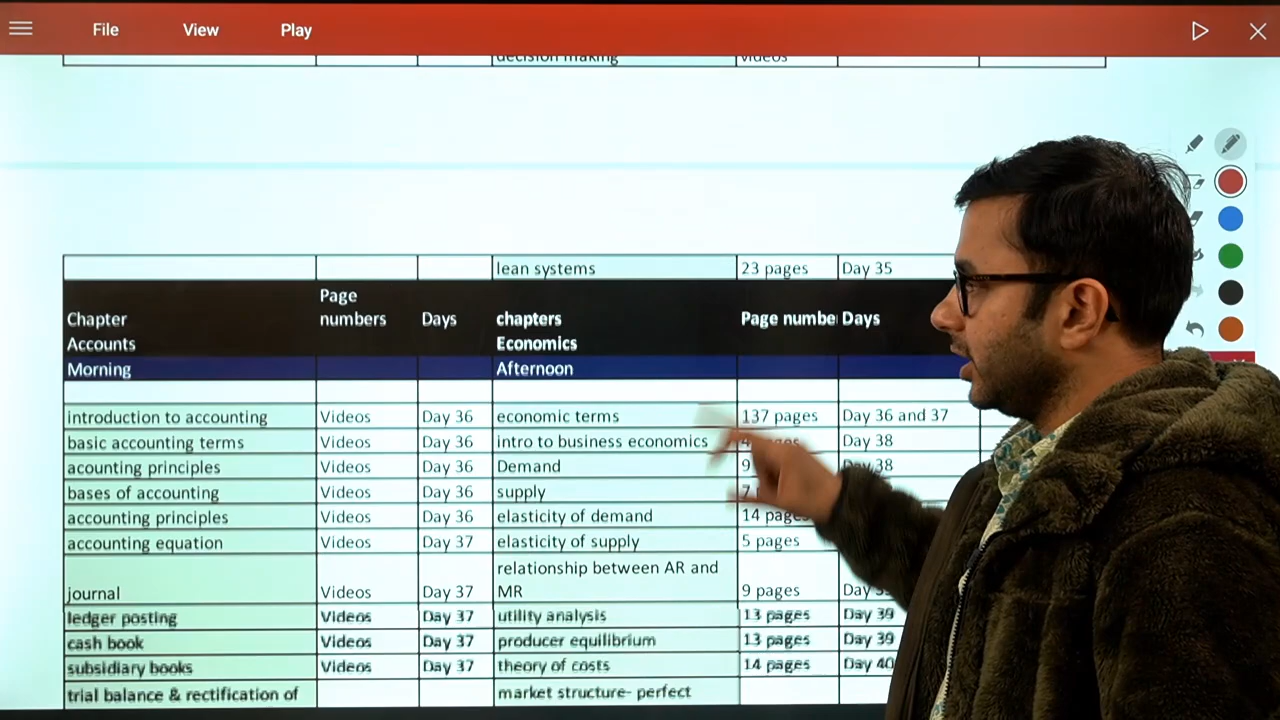 File View Play
decision making videos
lean systems 23 pages Day 35
Page
numbers
Chapter Days chapters Page numbe Days
Accounts Economics
Morning Afternoon
introduction to accounting Videos Day 36 economic terms 137 pages Day 36 and 37
basic accounting terms Videos Day 36 intro to business economics Day 38
acounting principles Videos Day 36 Demand 9 Day 38
bases of accounting Videos Day 36 supply 7
accounting principles Videos Day 36 elasticity of demand 14 pages
accounting equation Videos Day 37 elasticity of supply 5 pages
relationship between AR and
journal Videos Day 37 MR 9 pages Day
ledger posting Videos Day 37 utility analysis 13 pages Day 39
cash book Videos Day 37 producer equilibrium 13 pages Day 39
subsidiary books Videos Day 37 theory of costs 14 pages Day 40
trial balance & rectification of market structure- perfect